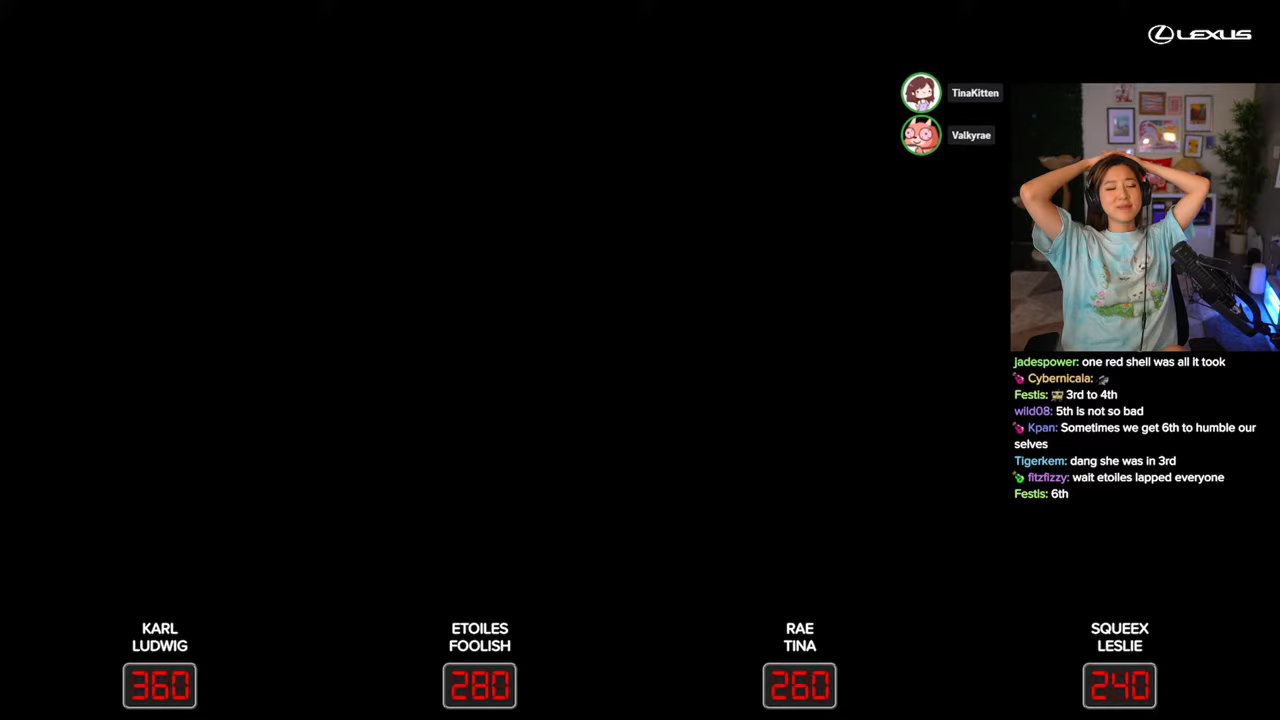 LEXUS
TinaKitten
Valkyrae
jadespower: one red shell was all it took
Cybernicala:
Festis: 3rd to 4th
wild08: 5th is not so bad
Kpan: Sometimes we get 6th to humble our
selves
Tigerkem: dang she was in 3rd
fitzfizzy: wait etoiles lapped everyone
Festis: 6th
KARL
LUDWIG
360
ETOILES
FOOLISH
280
RAE
TINA
260
SQUEEX
LESLIE
240